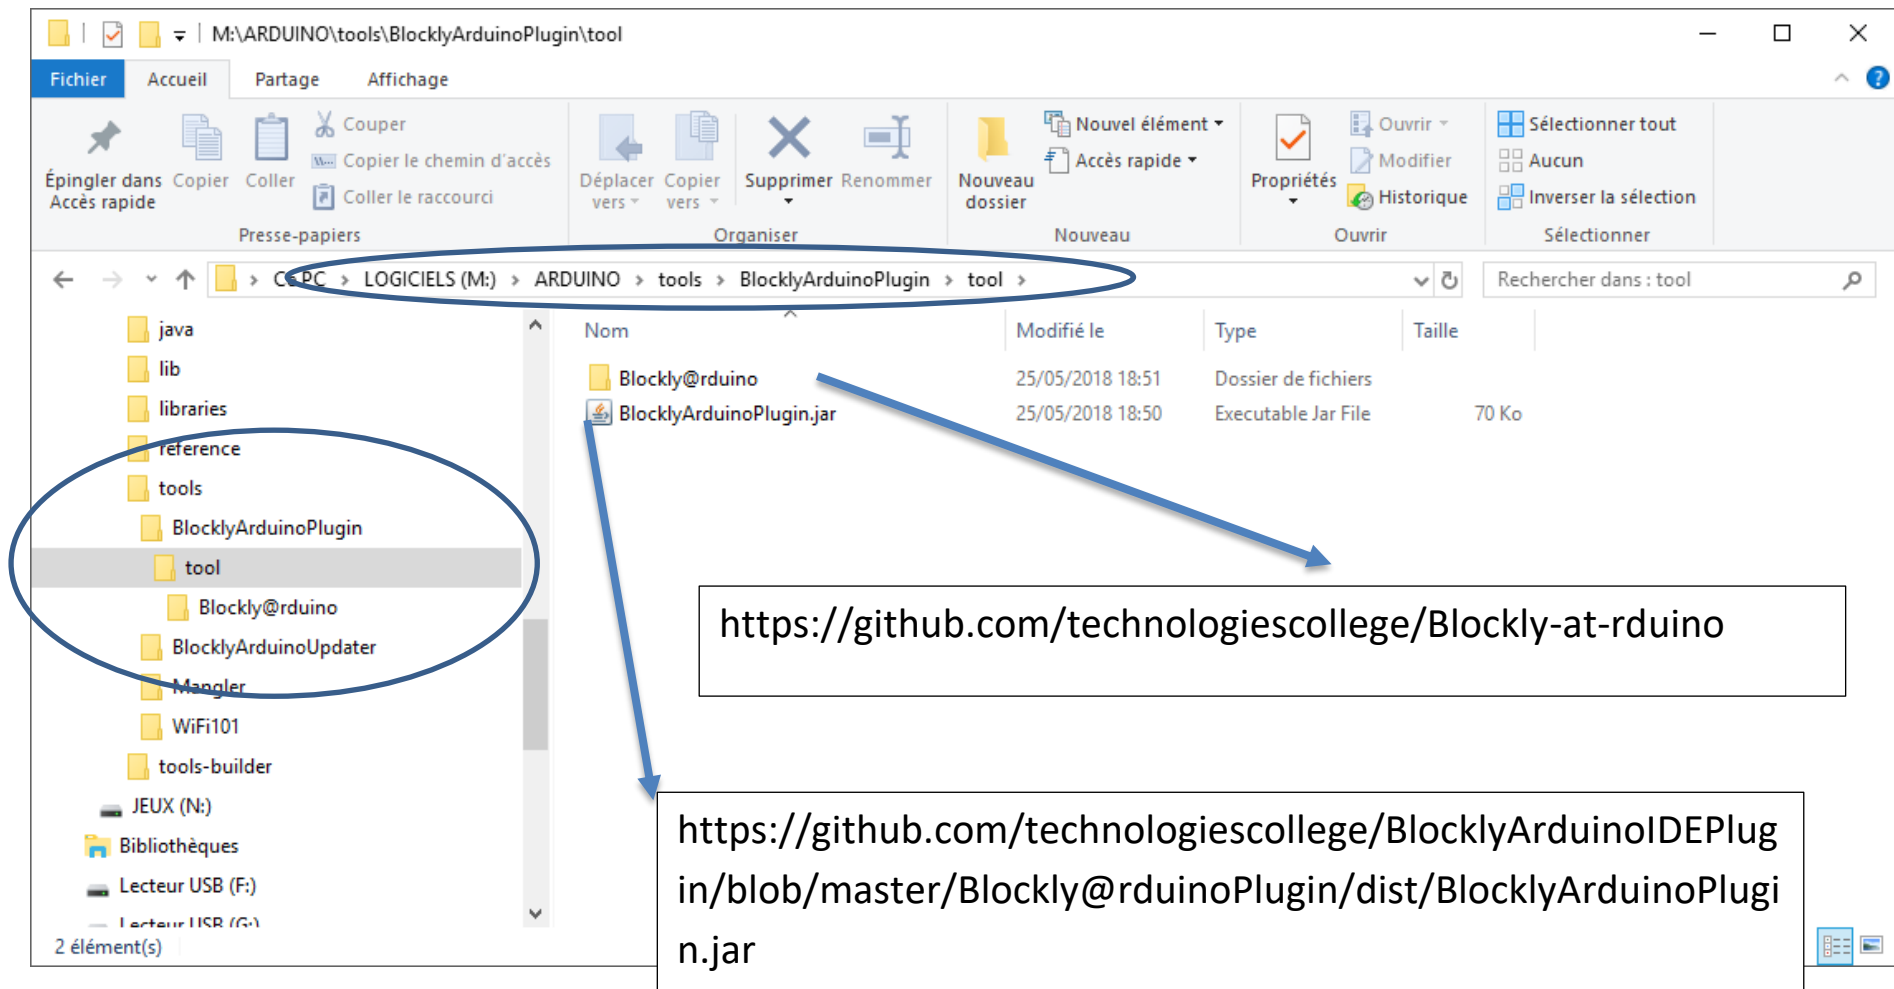 M:\ARDUINO\tools\BlocklyArduinoPlugin\tool
Fichier Accueil Partage Affichage
Épingler dans Accès rapide
Copier
Coller
Couper
Copier le chemin d'accès
Coller le raccourci
Presse-papiers
Déplacer vers
Copier vers
Supprimer
Renommer
Organiser
Nouveau dossier
Nouvel élément
Accès rapide
Nouveau
Propriétés
Ouvrir
Modifier
Historique
Ouvrir
Sélectionner tout
Aucun
Inverser la sélection
Sélectionner
Ce PC > LOGICIELS (M:) > ARDUINO > tools > BlocklyArduinoPlugin > tool >
Rechercher dans : tool
java
lib
libraries
reference
tools
BlocklyArduinoPlugin
tool
Blockly@rduino
BlocklyArduinoUpdater
Mangler
WiFi101
tools-builder
JEUX (N:)
Bibliothèques
Lecteur USB (F:)
Lecteur USB (G:)
Nom Modifié le Type Taille
Blockly@rduino 25/05/2018 18:51 Dossier de fichiers
BlocklyArduinoPlugin.jar 25/05/2018 18:50 Executable Jar File 70 Ko
https://github.com/technologiescollege/Blockly-at-rduino
https://github.com/technologiescollege/BlocklyArduinoIDEPlug
in/blob/master/Blockly@rduinoPlugin/dist/BlocklyArduinoPlugi
n.jar
2 élément(s)